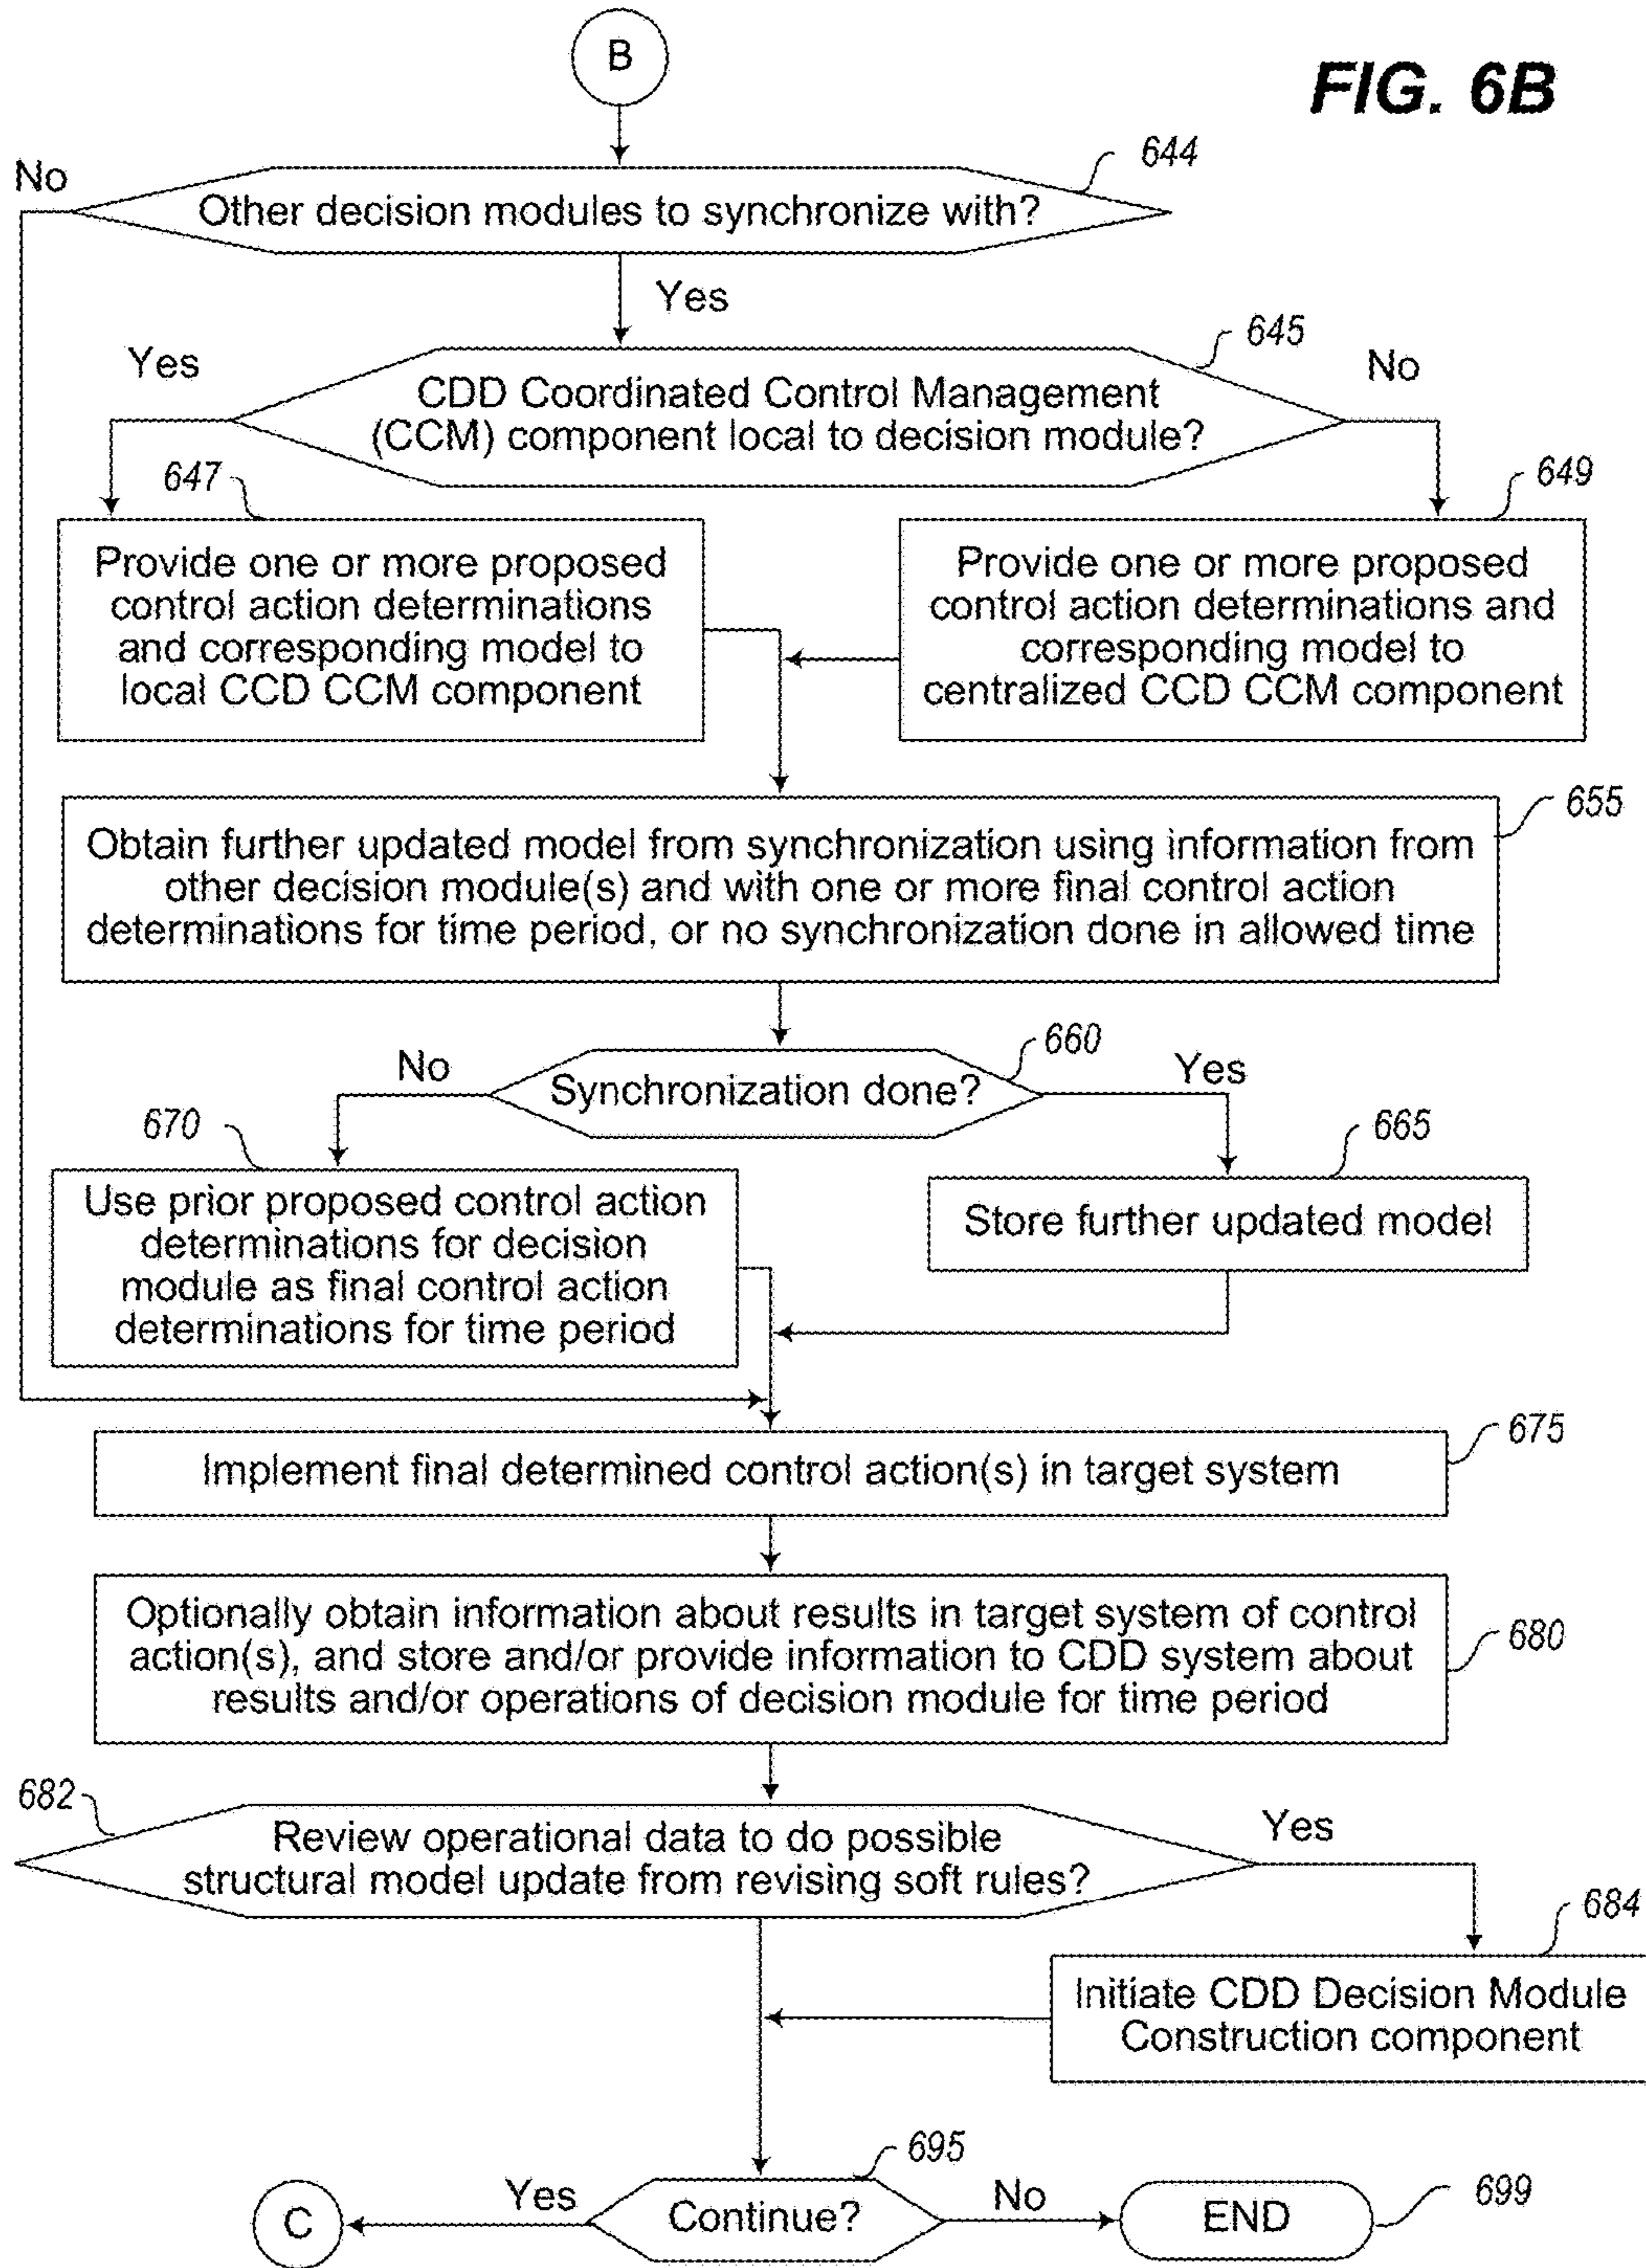 B
FIG. 6B
644
No
Other decision modules to synchronize with?
Yes
645
Yes
No
CDD Coordinated Control Management
(CCM) component local to decision module?
647
649
Provide one or more proposed
control action determinations
and corresponding model to
local CCD CCM component
Provide one or more proposed
control action determinations and
corresponding model to
centralized CCD CCM component
655
Obtain further updated model from synchronization using information from
other decision module(s) and with one or more final control action
determinations for time period, or no synchronization done in allowed time
660
No
Synchronization done?
Yes
670
665
Use prior proposed control action
determinations for decision
module as final control action
determinations for time period
Store further updated model
675
Implement final determined control action(s) in target system
Optionally obtain information about results in target system of control
action(s), and store and/or provide information to CDD system about
results and/or operations of decision module for time period
680
682
Review operational data to do possible
structural model update from revising soft rules?
Yes
684
Initiate CDD Decision Module
Construction component
695
C
Yes
Continue?
No
END
699